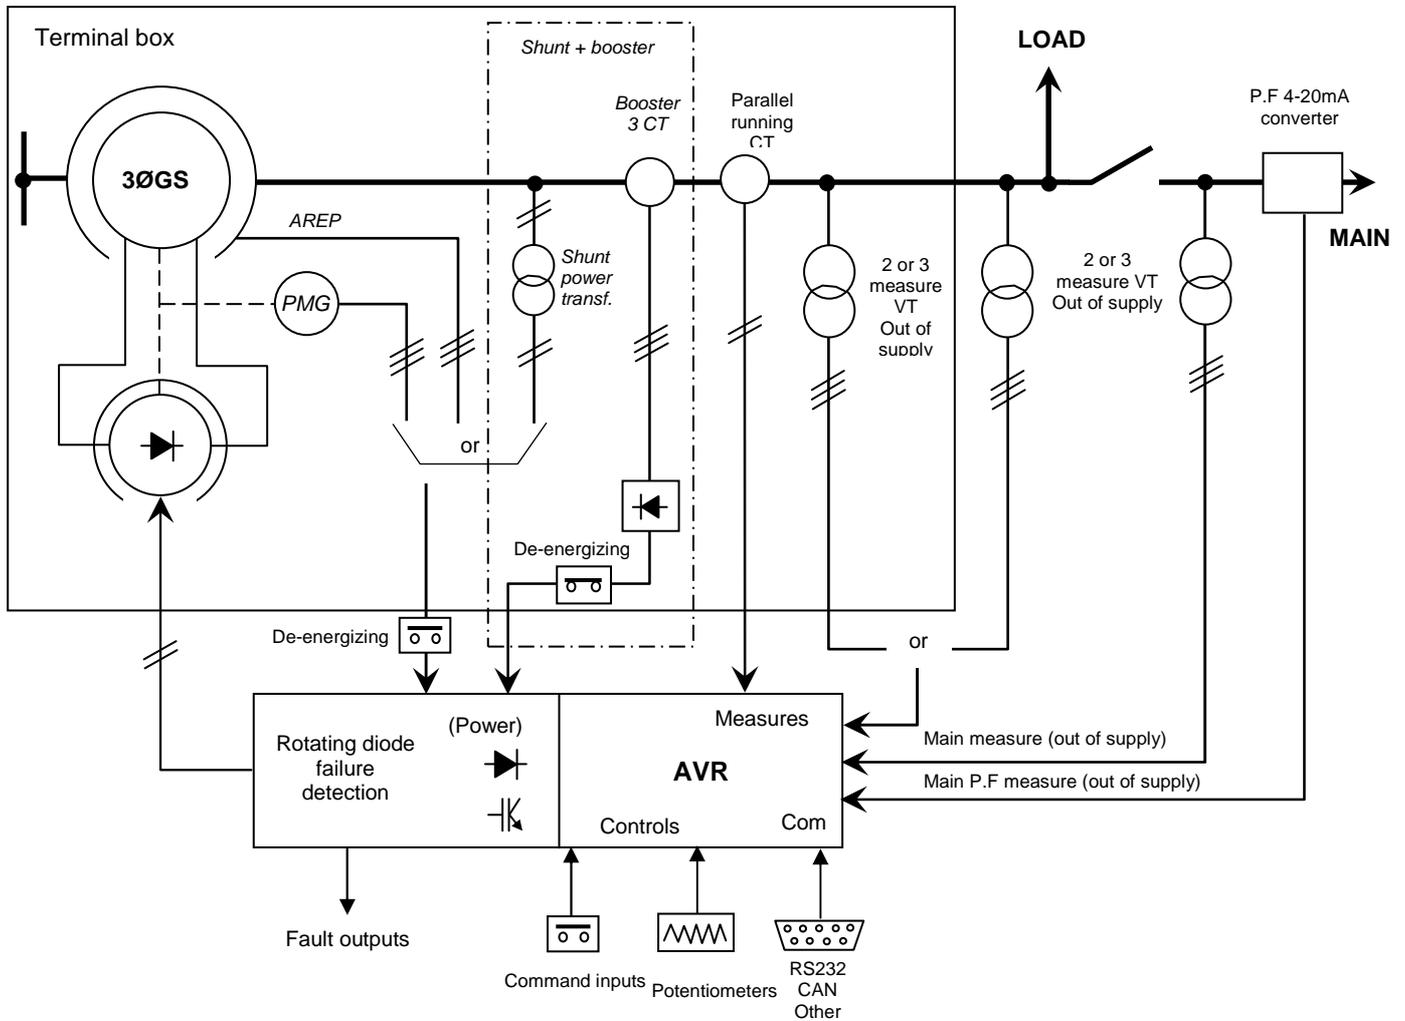 Terminal box
Shunt + booster
LOAD
Booster
3 CT
Parallel
running
CT
P.F 4-20mA
converter
3ØGS
AREP
MAIN
Shunt
power
transf.
2 or 3
measure
VT
Out of
supply
2 or 3
measure VT
Out of supply
PMG
or
De-energizing
De-energizing
or
(Power)
Measures
Rotating diode
failure
detection
AVR
Main measure (out of supply)
Main P.F measure (out of supply)
Controls
Com
Fault outputs
Command inputs
Potentiometers
RS232
CAN
Other